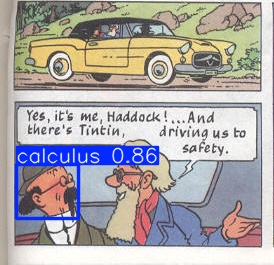 Yes, it's me, Haddock!...And
there's Tintin, driving us to
safety.
calculus 0.86